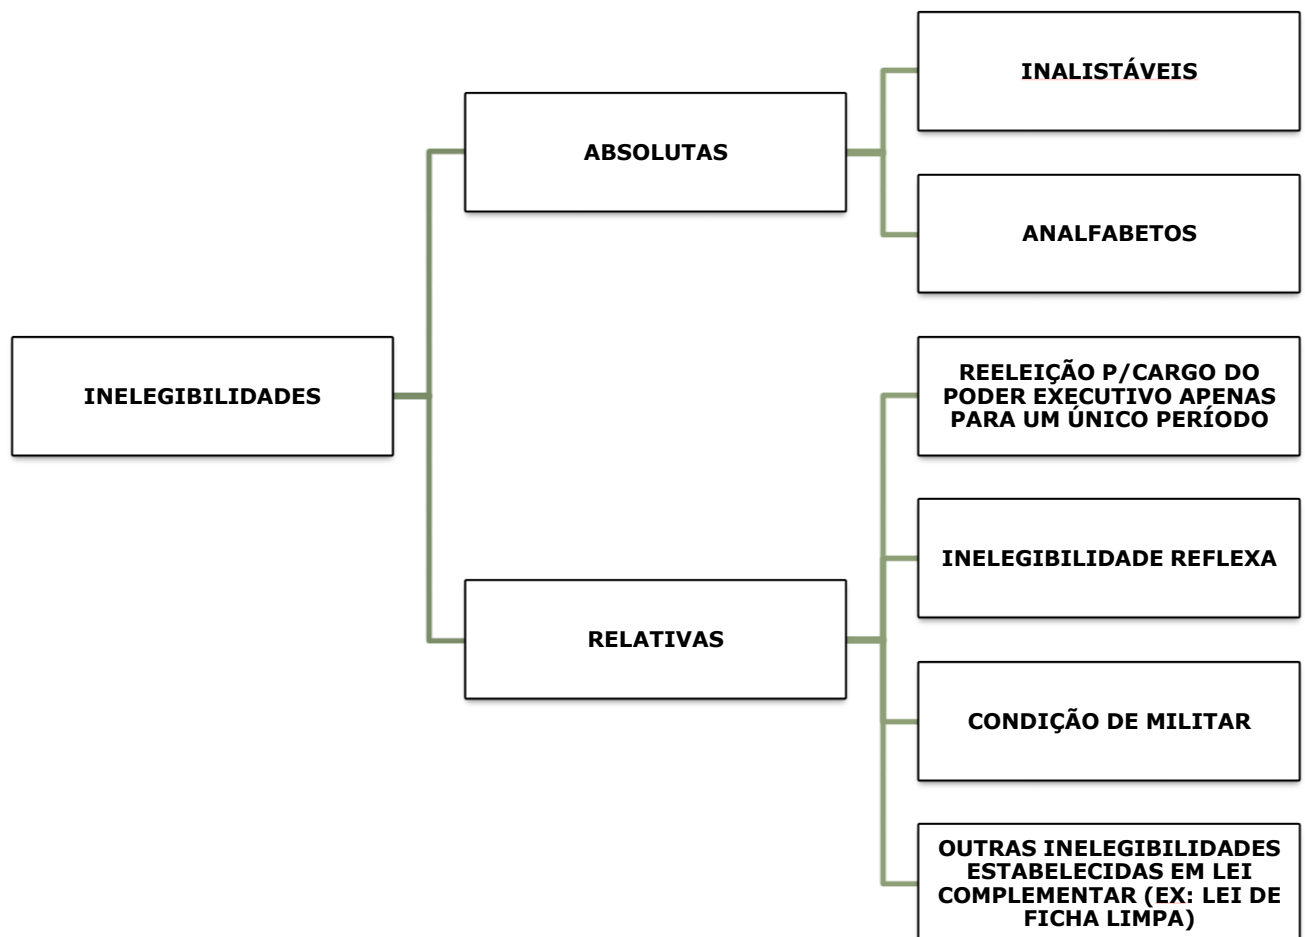 INALISTÁVEIS
ABSOLUTAS
ANALFABETOS
INELEGIBILIDADES
REELEIÇÃO P/CARGO DO
PODER EXECUTIVO APENAS
PARA UM ÚNICO PERÍODO
INELEGIBILIDADE REFLEXA
RELATIVAS
CONDIÇÃO DE MILITAR
OUTRAS INELEGIBILIDADES
ESTABELECIDAS EM LEI
COMPLEMENTAR (EX: LEI DE
FICHA LIMPA)